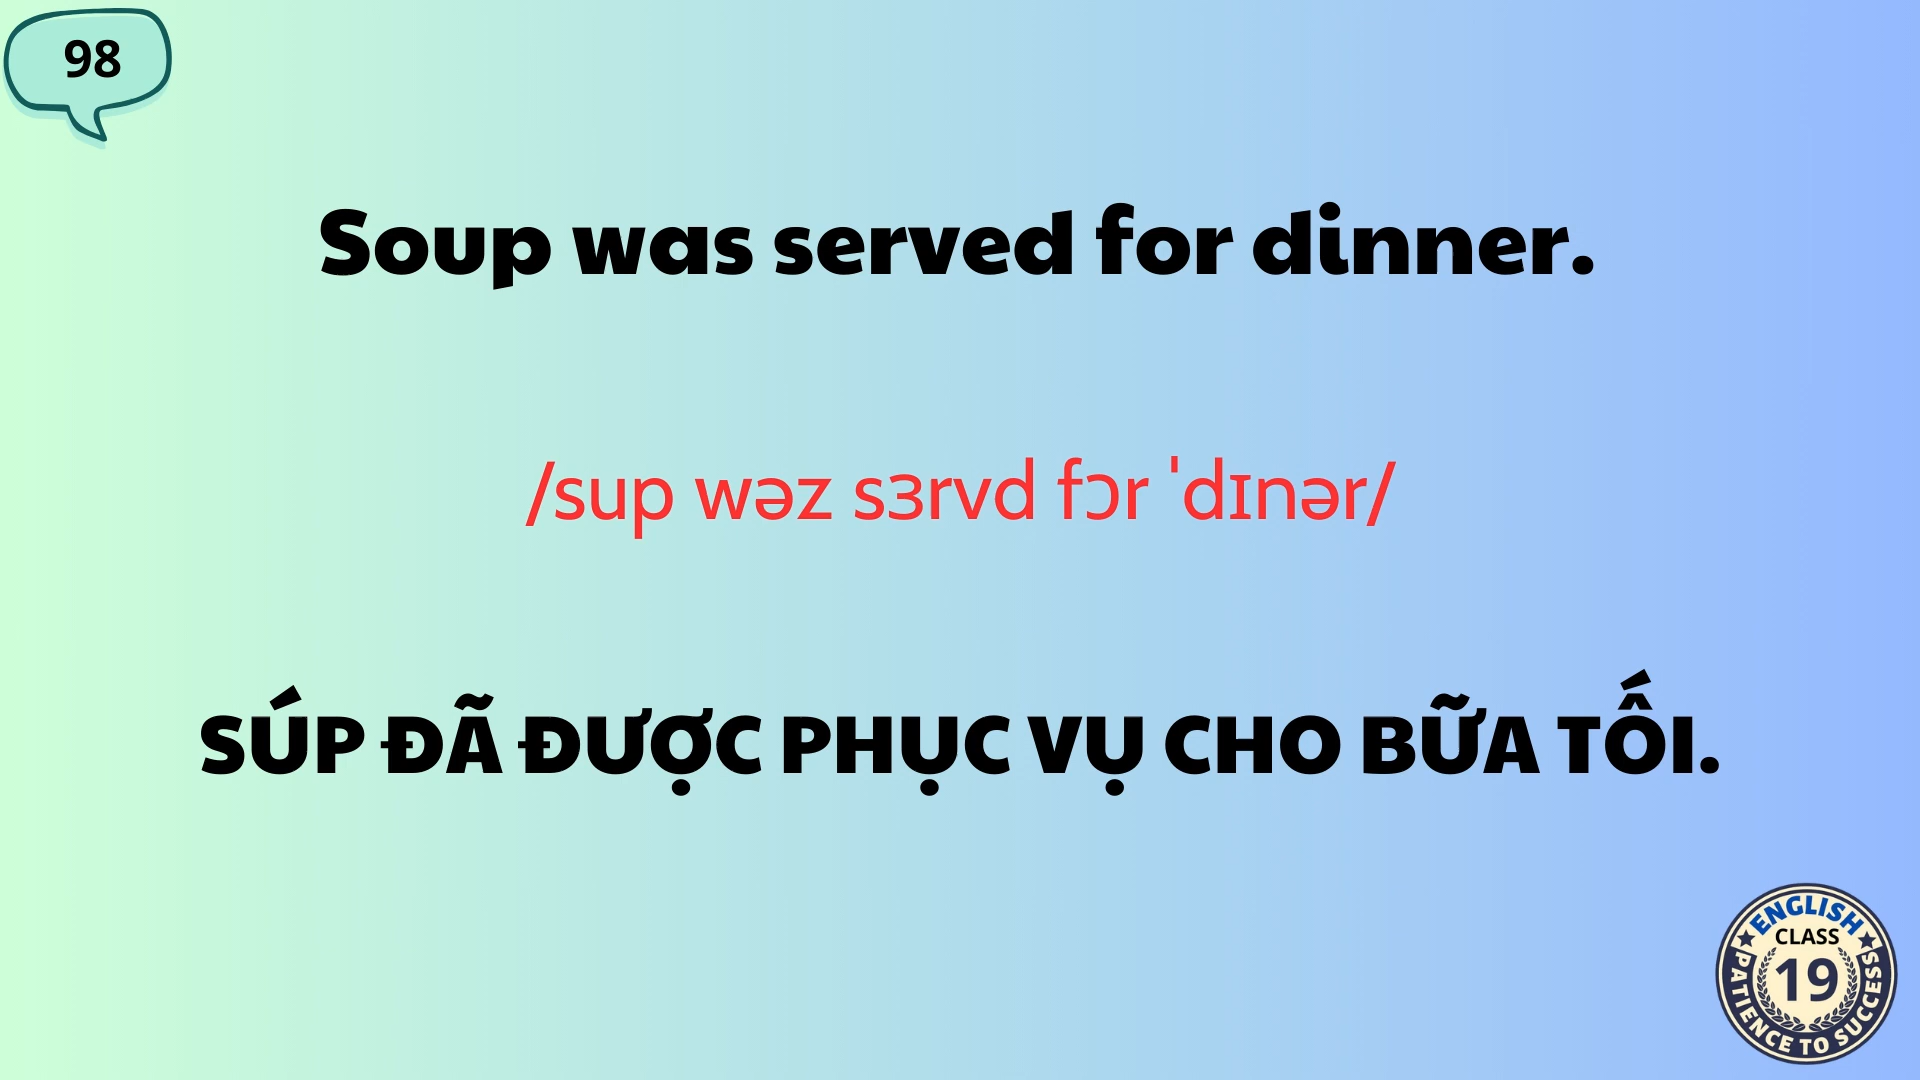 98
Soup was served for dinner.
/sup wəz sɜrvd fɔr ˈdɪnər/
SÚP ĐÃ ĐƯỢC PHỤC VỤ CHO BỮA TỐI.
ENGLISH
CLASS
19
PATIENCE TO SUCCESS